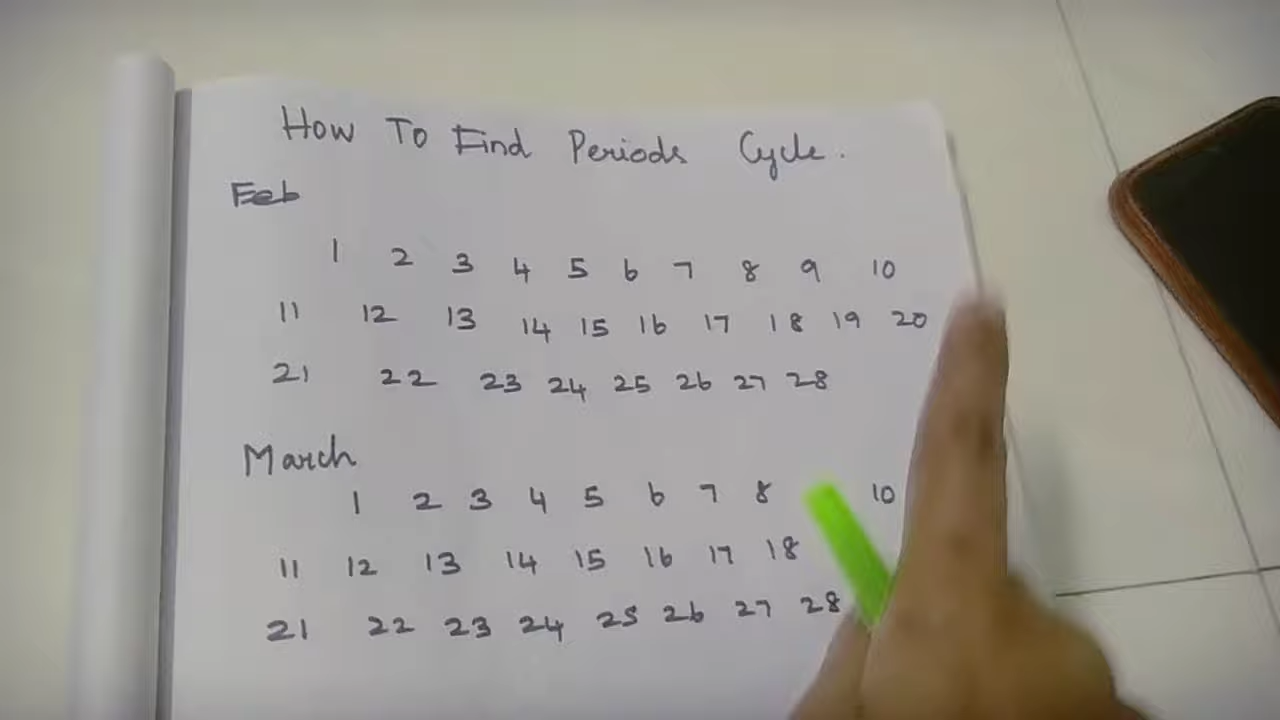 How To Find Periods Cycle.
Feb
1 2 3 4 5 6 7 8 9 10
11 12 13 14 15 16 17 18 19 20
21 22 23 24 25 26 27 28
March
1 2 3 4 5 6 7 8 10
11 12 13 14 15 16 17 18
21 22 23 24 25 26 27 28